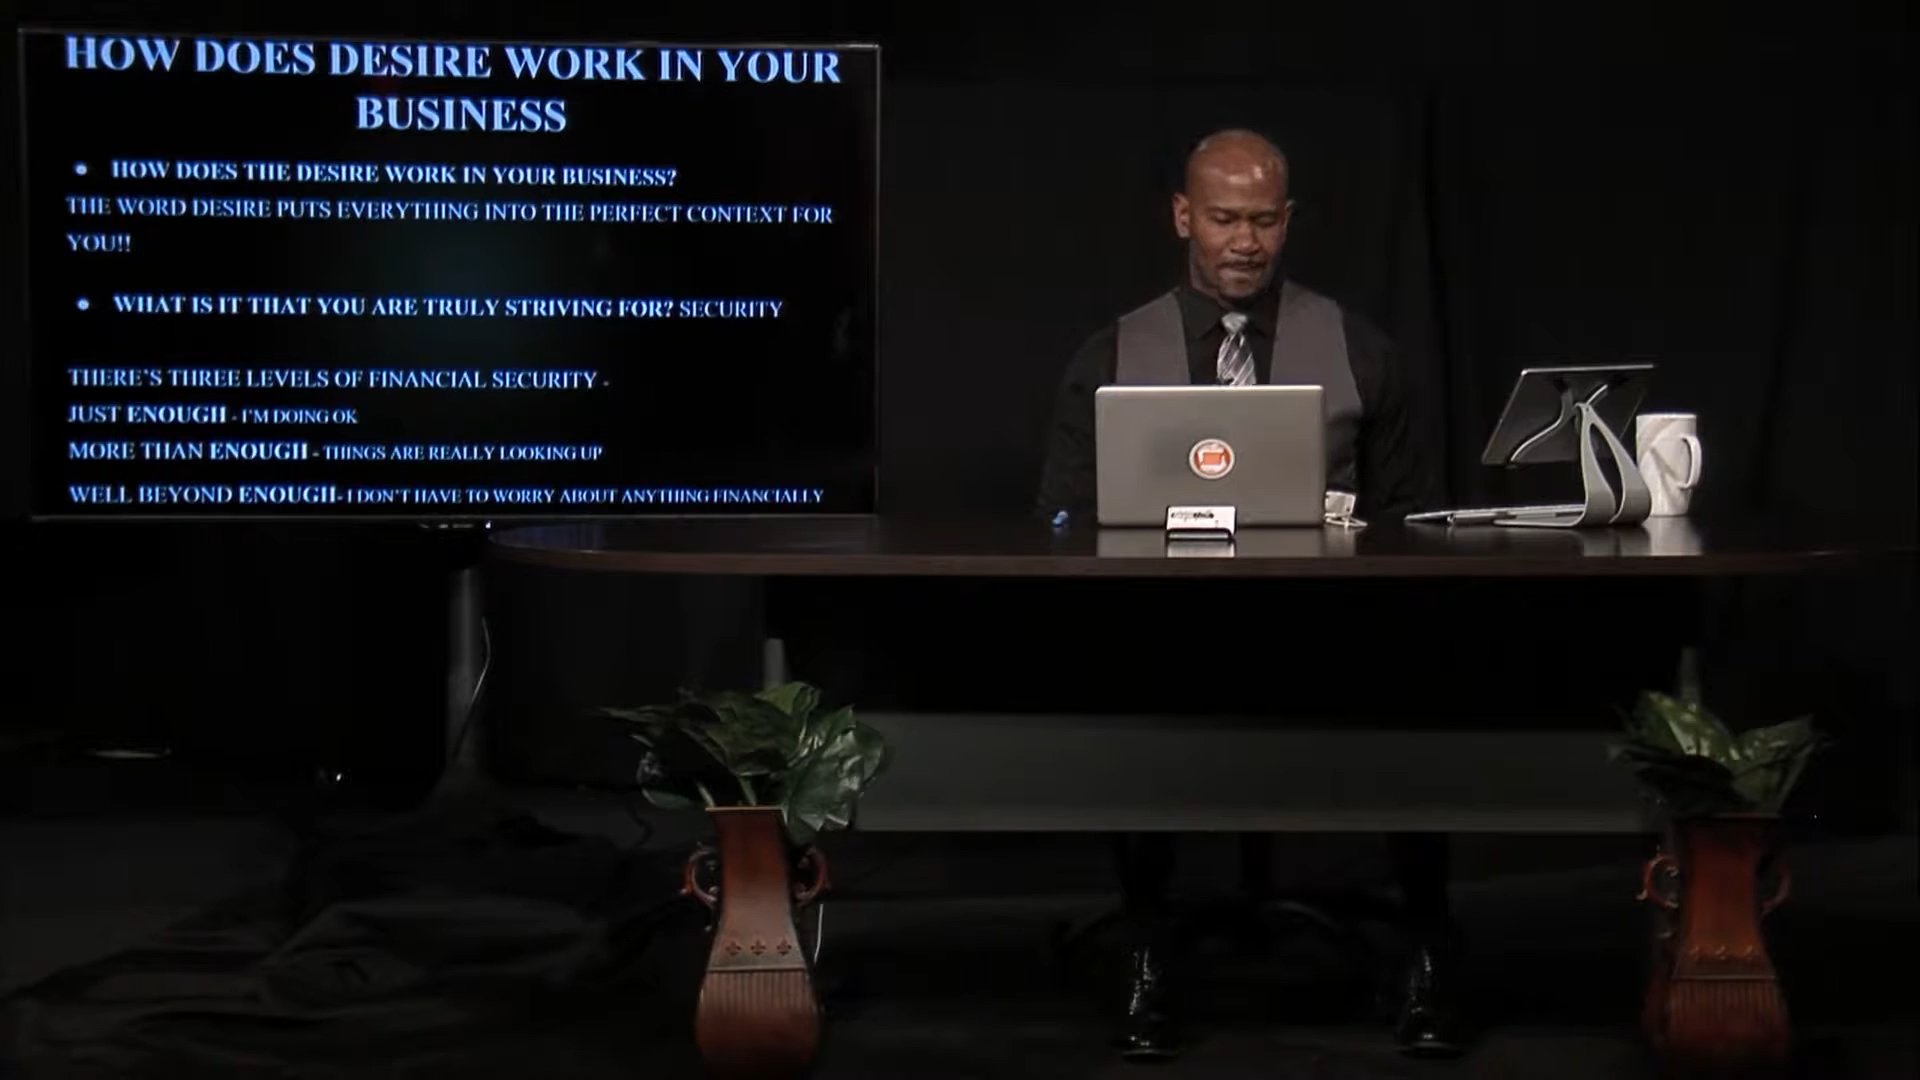 HOW DOES DESIRE WORK IN YOUR
BUSINESS
• HOW DOES THE DESIRE WORK IN YOUR BUSINESS?
THE WORD DESIRE PUTS EVERYTHING INTO THE PERFECT CONTEXT FOR
YOU!!
• WHAT IS IT THAT YOU ARE TRULY STRIVING FOR? SECURITY
THERE'S THREE LEVELS OF FINANCIAL SECURITY -
JUST ENOUGH - I'M DOING OK
MORE THAN ENOUGH - THINGS ARE REALLY LOOKING UP
WELL BEYOND ENOUGH- I DON'T HAVE TO WORRY ABOUT ANYTHING FINANCIALLY